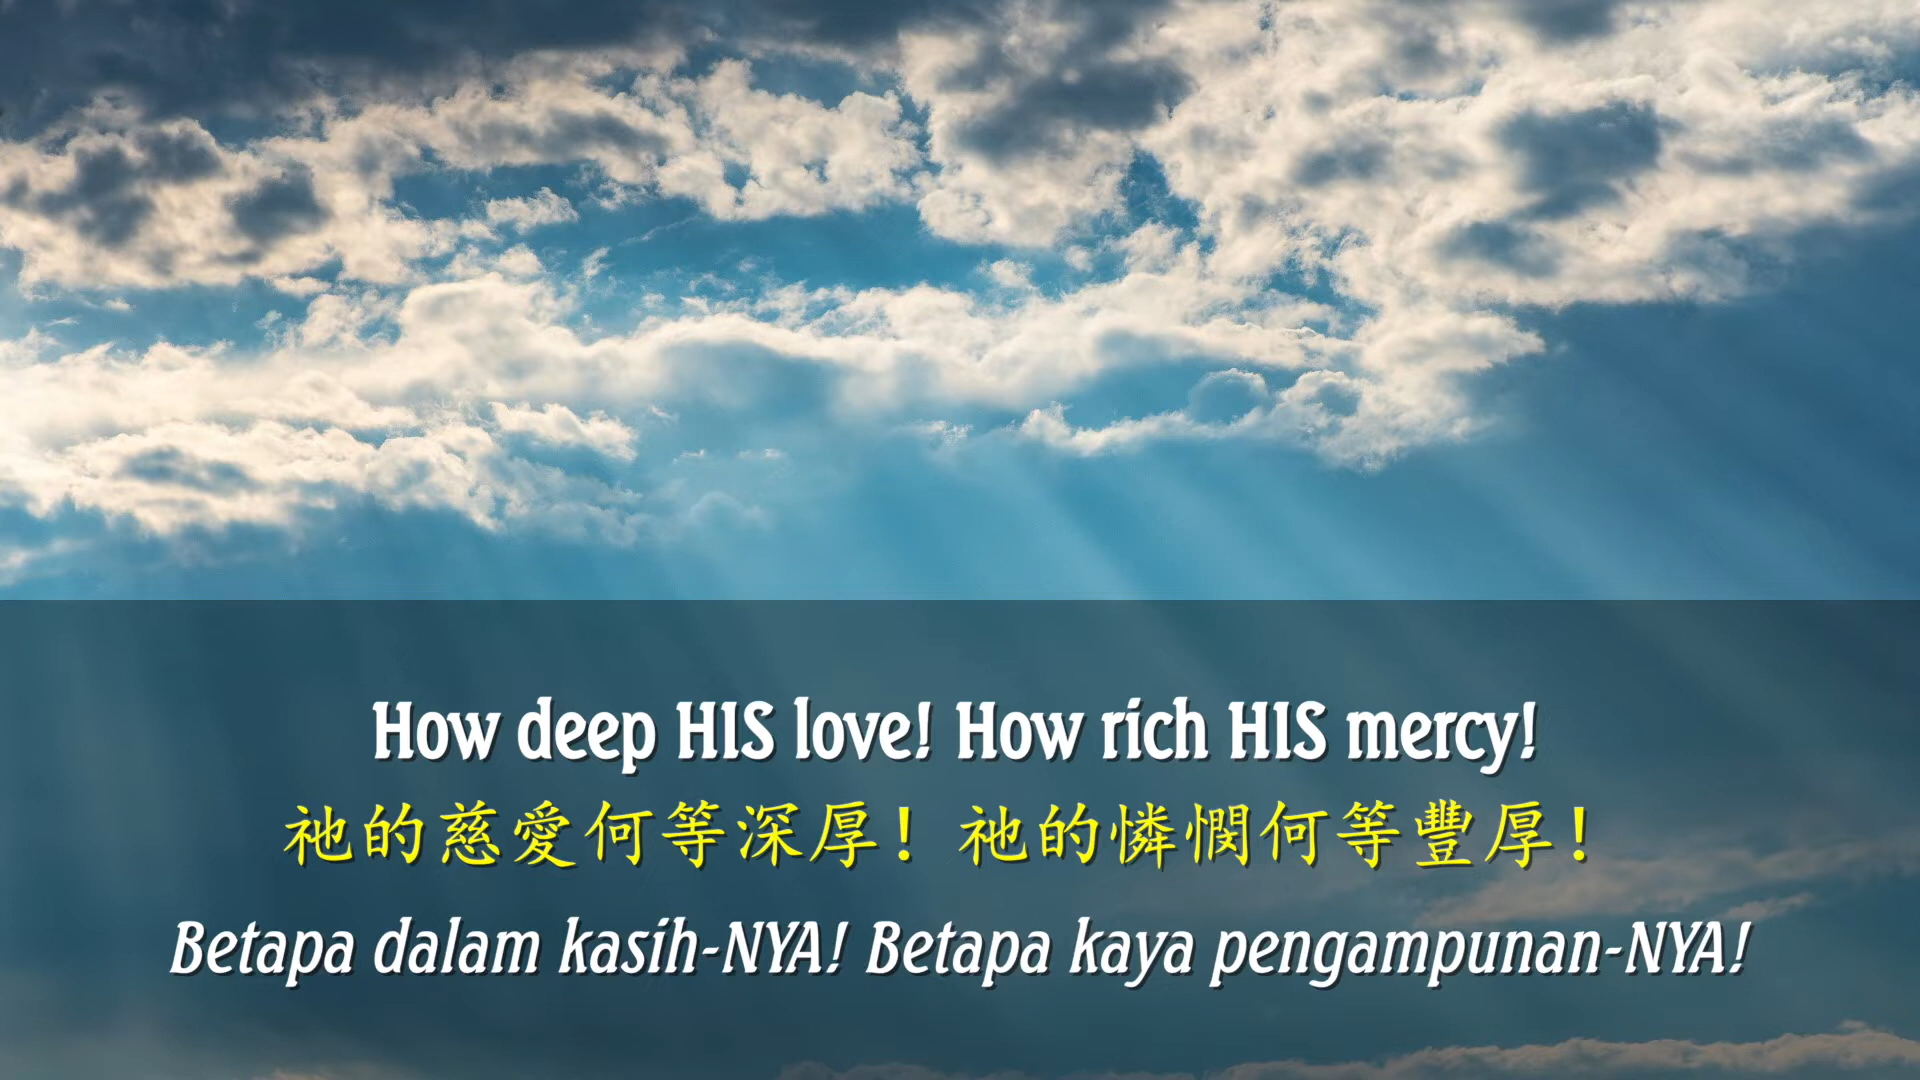 How deep HIS love! How rich HIS mercy!
祂的慈愛何等深厚！祂的憐憫何等豐厚！
Betapa dalam kasih-NYA! Betapa kaya pengampunan-NYA!